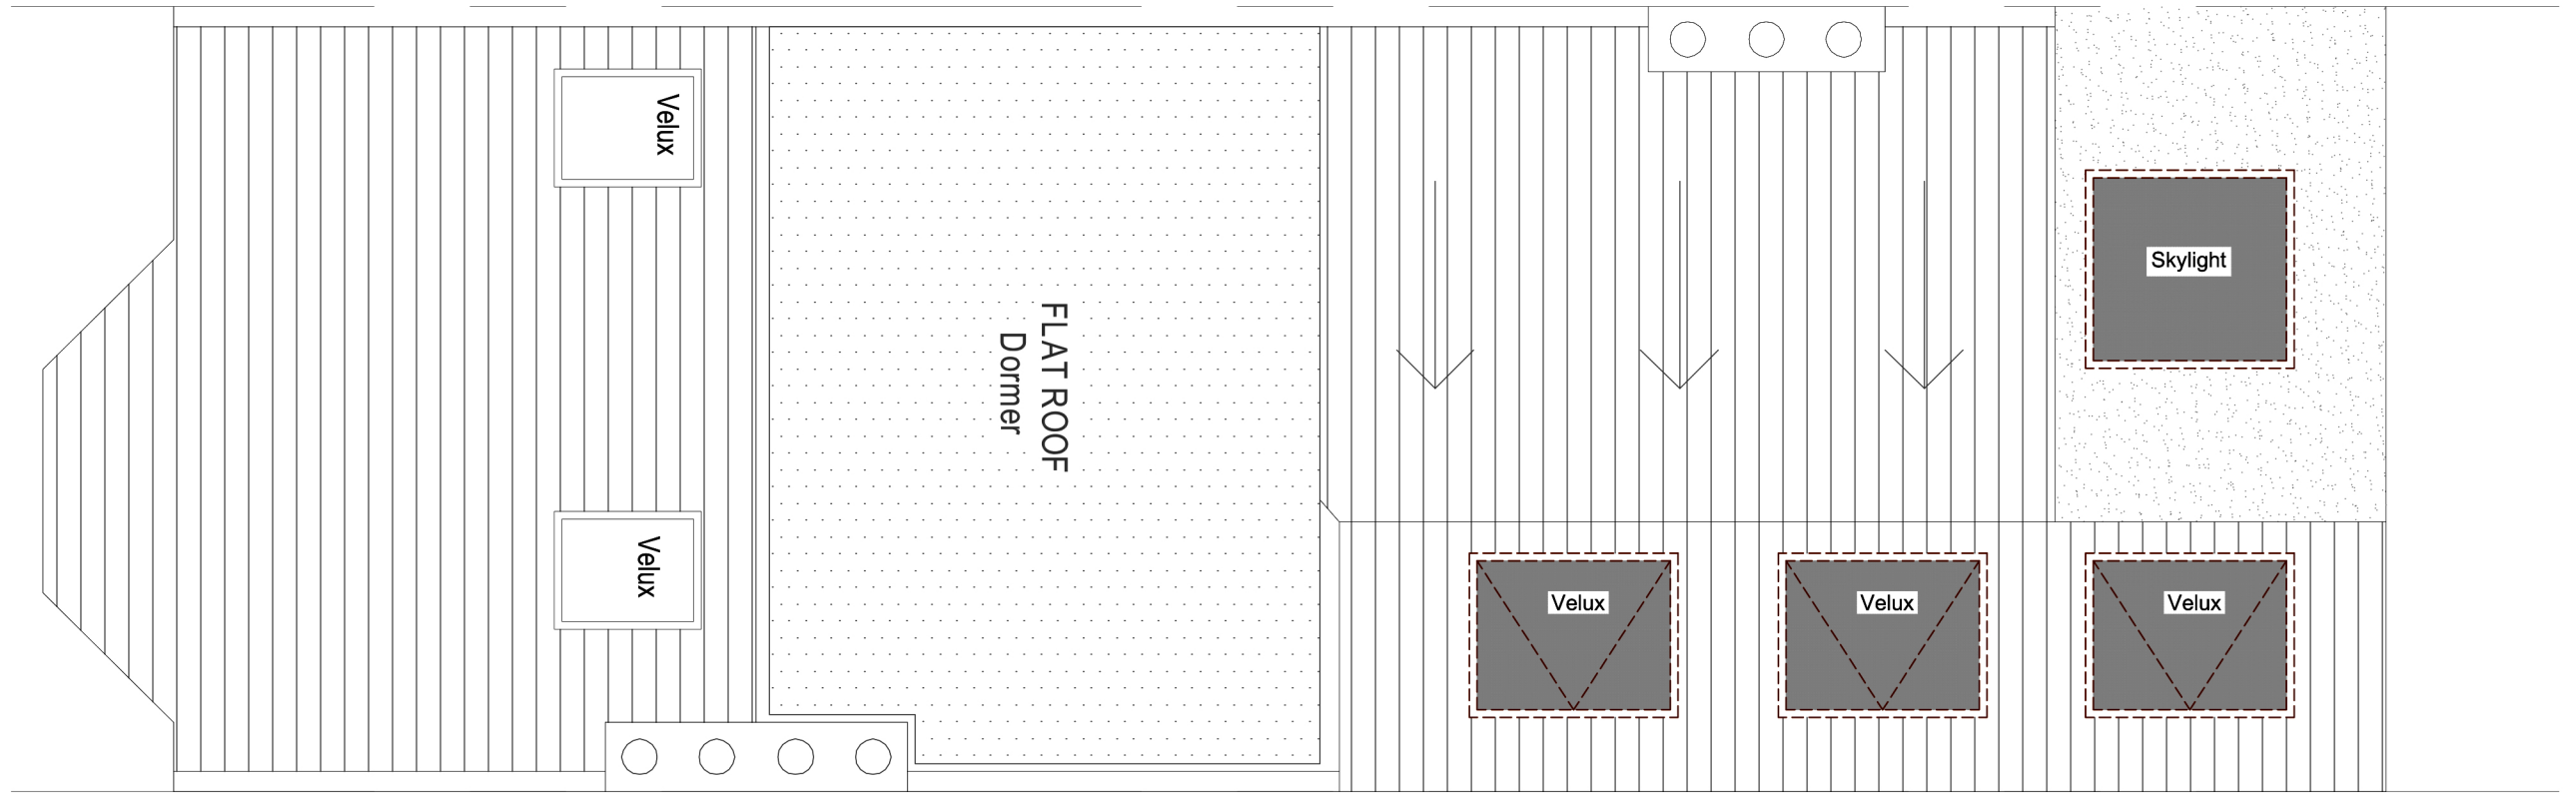 Velux
Velux
FLAT ROOF
Dormer
Skylight
Velux
Velux
Velux